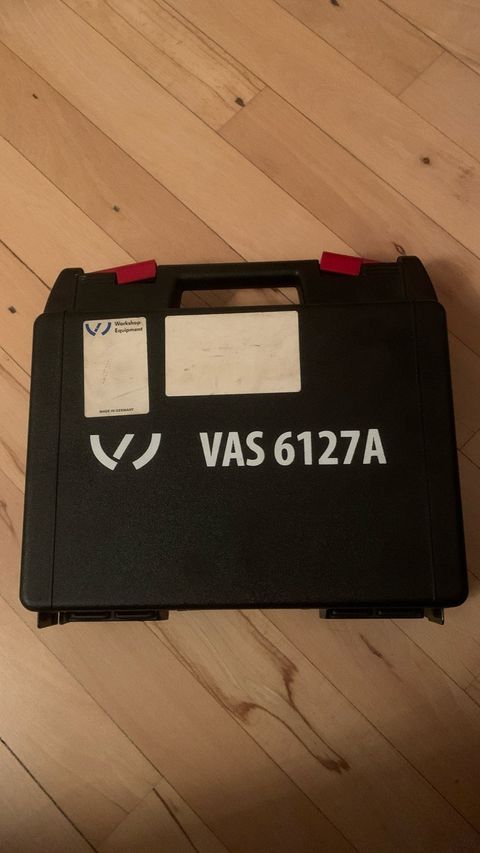 Workshop
Equipment
MADE IN GERMANY
VAS 6127A